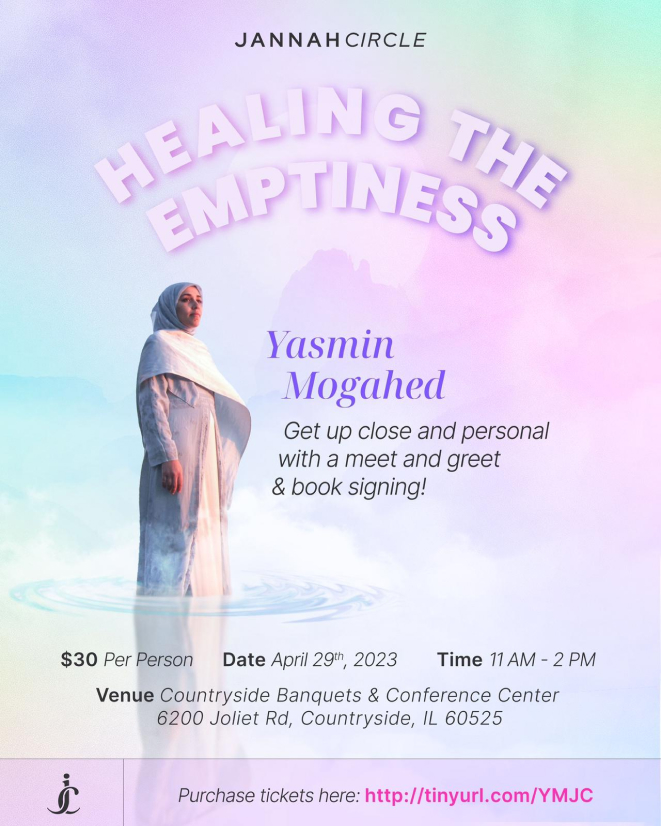 JANNAH CIRCLE
HEALING THE
EMPTINESS
Yasmin
Mogahed
Get up close and personal
with a meet and greet
& book signing!
$30 Per Person Date April 29th, 2023 Time 11 AM - 2 PM
Venue Countryside Banquets & Conference Center
6200 Joliet Rd, Countryside, IL 60525
jc
Purchase tickets here: http://tinyurl.com/YMJC